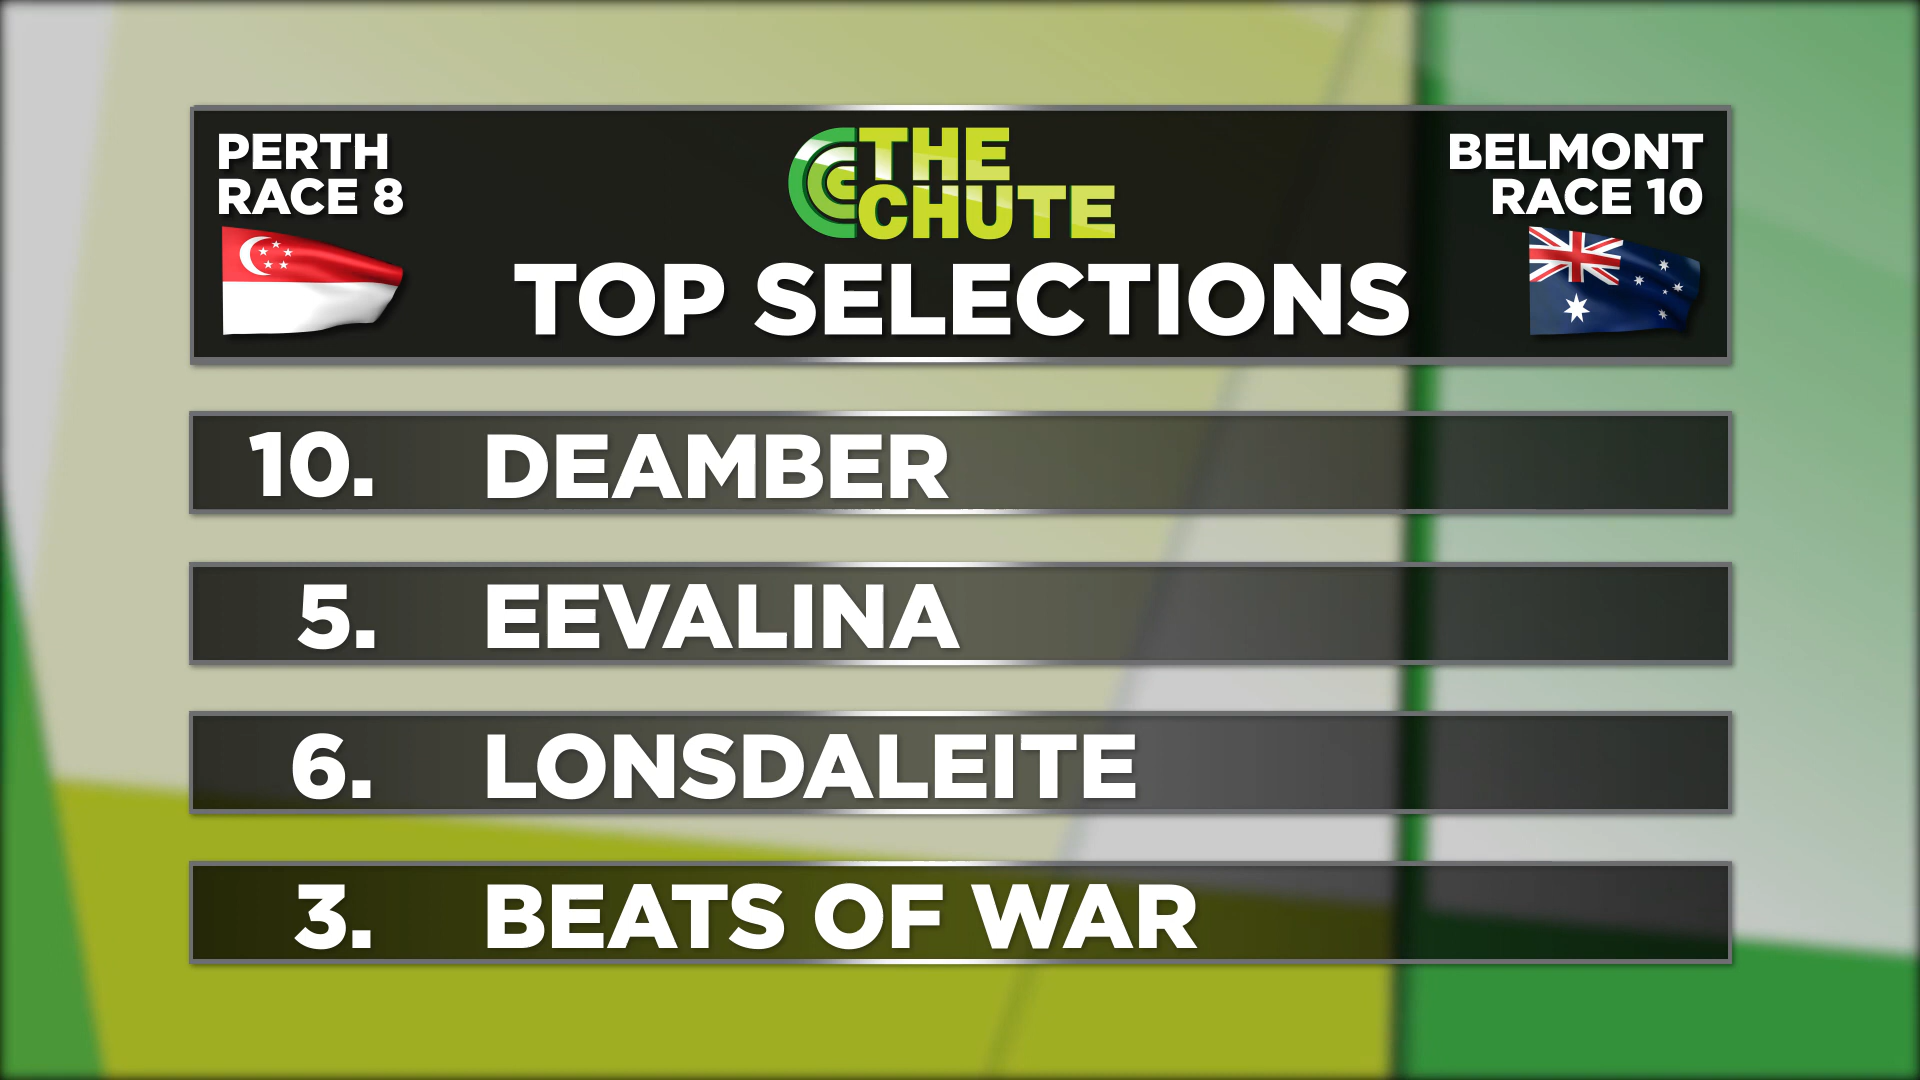 PERTH
RACE 8
THE
CHUTE
BELMONT
RACE 10
TOP SELECTIONS
10. DEAMBER
5. EEVALINA
6. LONSDALEITE
3. BEATS OF WAR